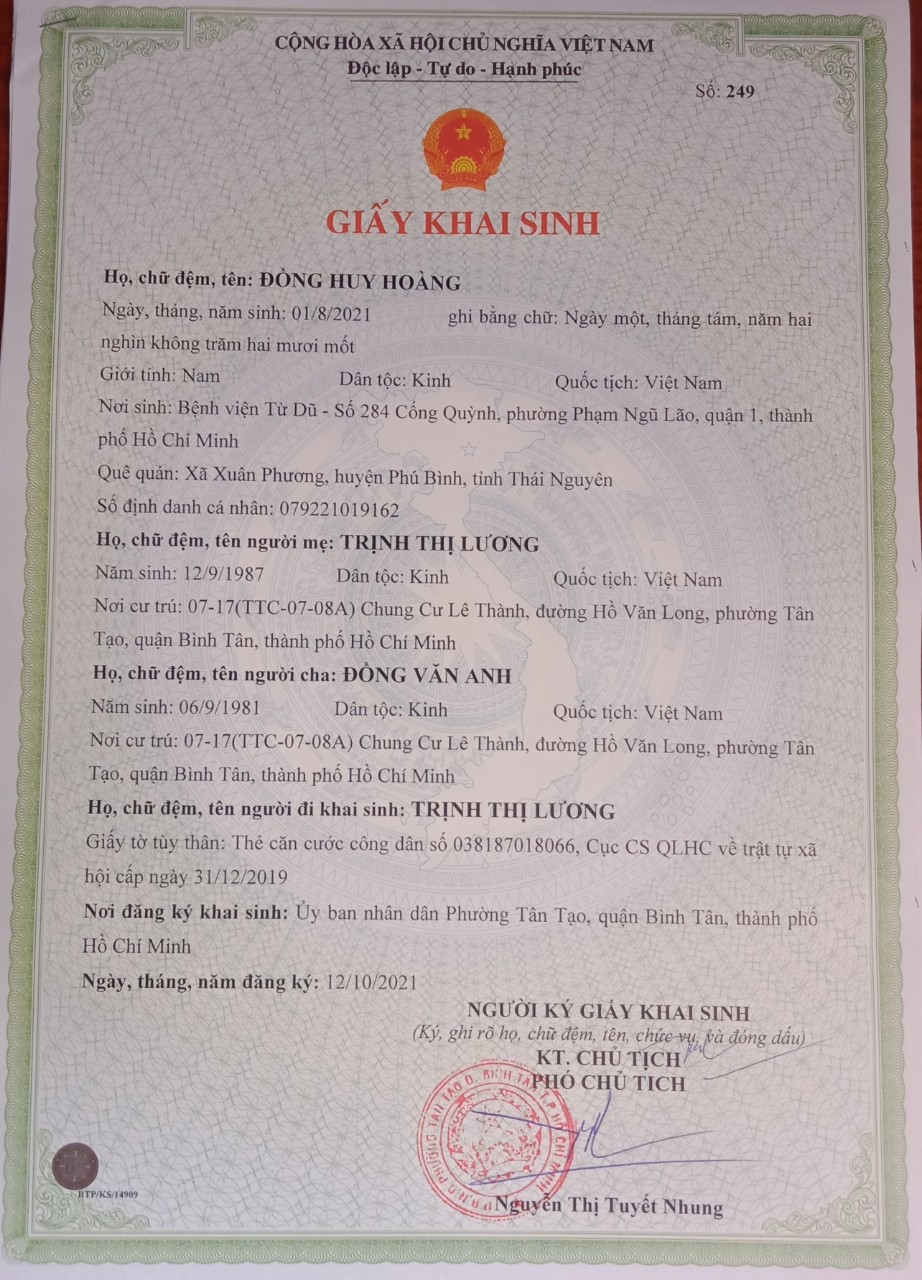 CỘNG HÒA XÃ HỘI CHỦ NGHĨA VIỆT NAM
Độc lập - Tự do - Hạnh phúc
Số: 249
GIẤY KHAI SINH
Họ, chữ đệm, tên: ĐỒNG HUY HOÀNG
Ngày, tháng, năm sinh: 01/8/2021 ghi bằng chữ: Ngày một, tháng tám, năm hai
nghìn không trăm hai mươi mốt
Giới tính: Nam Dân tộc: Kinh Quốc tịch: Việt Nam
Nơi sinh: Bệnh viện Từ Dũ - Số 284 Cống Quỳnh, phường Phạm Ngũ Lão, quận 1, thành
phố Hồ Chí Minh
Quê quán: Xã Xuân Phương, huyện Phú Bình, tỉnh Thái Nguyên
Số định danh cá nhân: 079221019162
Họ, chữ đệm, tên người mẹ: TRỊNH THỊ LƯƠNG
Năm sinh: 12/9/1987 Dân tộc: Kinh Quốc tịch: Việt Nam
Nơi cư trú: 07-17(TTC-07-08A) Chung Cư Lê Thành, đường Hồ Văn Long, phường Tân
Tạo, quận Bình Tân, thành phố Hồ Chí Minh
Họ, chữ đệm, tên người cha: ĐỒNG VĂN ANH
Năm sinh: 06/9/1981 Dân tộc: Kinh Quốc tịch: Việt Nam
Nơi cư trú: 07-17(TTC-07-08A) Chung Cư Lê Thành, đường Hồ Văn Long, phường Tân
Tạo, quận Bình Tân, thành phố Hồ Chí Minh
Họ, chữ đệm, tên người đi khai sinh: TRỊNH THỊ LƯƠNG
Giấy tờ tùy thân: Thẻ căn cước công dân số 038187018066, Cục CS QLHC về trật tự xã
hội cấp ngày 31/12/2019
Nơi đăng ký khai sinh: Ủy ban nhân dân Phường Tân Tạo, quận Bình Tân, thành phố
Hồ Chí Minh
Ngày, tháng, năm đăng ký: 12/10/2021
NGƯỜI KÝ GIẤY KHAI SINH
(Ký, ghi rõ họ, chữ đệm, tên, chức vụ, và đóng dấu)
KT. CHỦ TỊCH
PHÓ CHỦ TỊCH
U.B.N.D PHƯỜNG TÂN TẠO Q. BÌNH TÂN T.P HỒ CHÍ MINH
Nguyễn Thị Tuyết Nhung
BTP/KS/14909